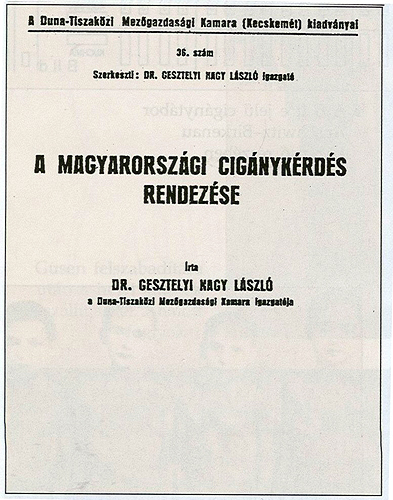 A Duna-Tiszaközi Mezőgazdasági Kamara (Kecskemét) kiadványai
36. szám
Szerkeszti: DR. GESZTELYI NAGY LÁSZLÓ igazgató
A MAGYARORSZÁGI CIGÁNYKÉRDÉS
RENDEZÉSE
Irta
DR. GESZTELYI NAGY LÁSZLÓ
a Duna-Tiszaközi Mezőgazdasági Kamara igazgatója